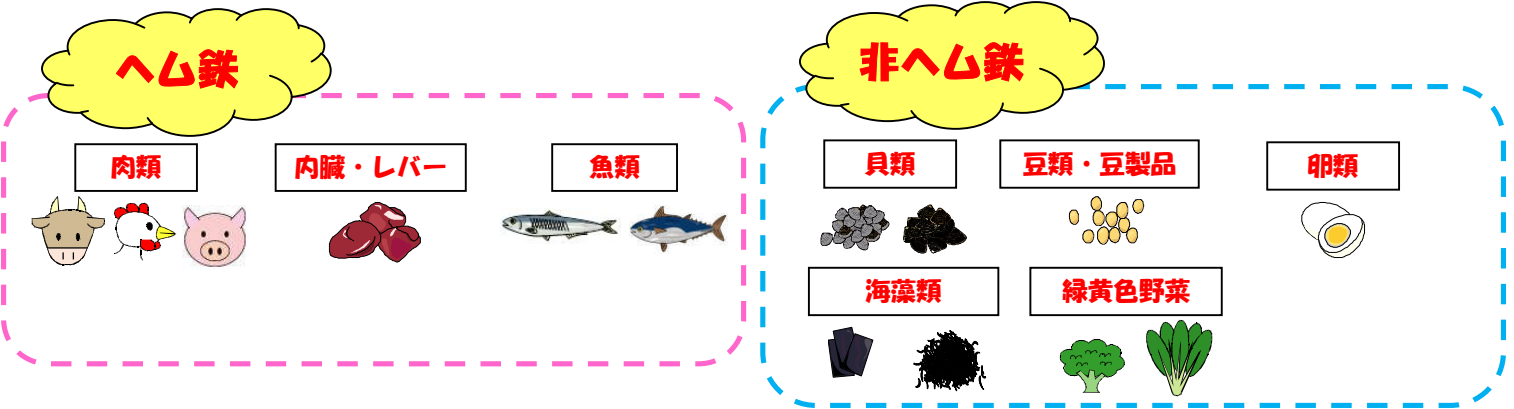 ヘム鉄
肉類
内臓・レバー
魚類
非ヘム鉄
貝類
豆類・豆製品
卵類
海藻類
緑黄色野菜